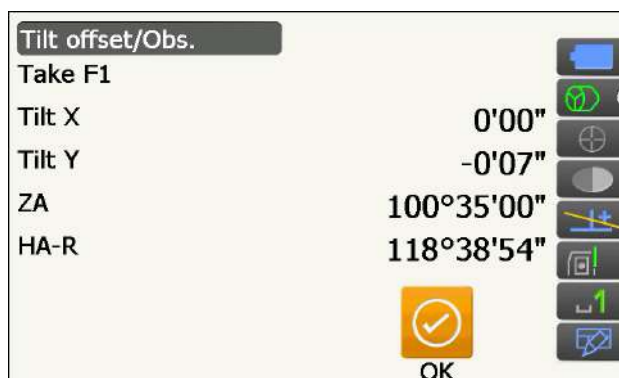 Tilt offset/Obs.
Take F1
Tilt X 0'00"
Tilt Y -0'07"
ZA 100°35'00"
HA-R 118°38'54"
1
OK